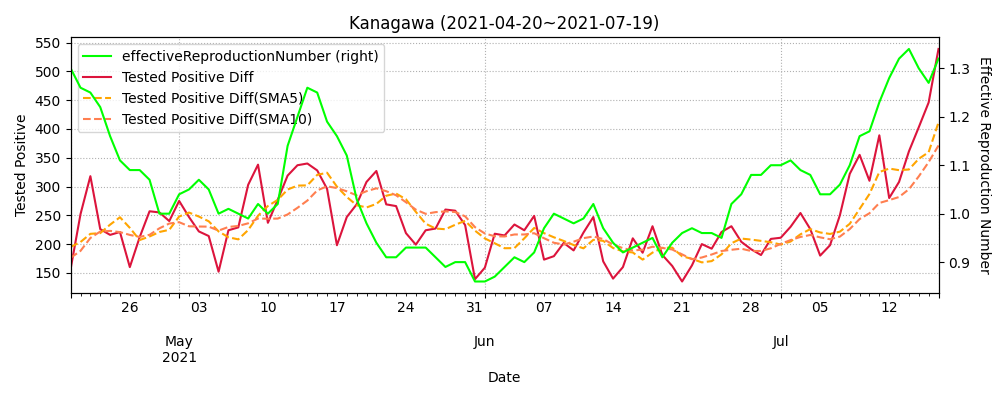 Kanagawa (2021-04-20~2021-07-19)
effectiveReproductionNumber (right)
Tested Positive Diff
Tested Positive Diff(SMA5)
Tested Positive Diff(SMA10)
Tested Positive
550
500
450
400
350
300
250
200
150
1.3
1.2
1.1
1.0
0.9
Effective Reproduction Number
26 03 10 17 24 31 07 14 21 28 05 12
May Jun Jul
2021
Date